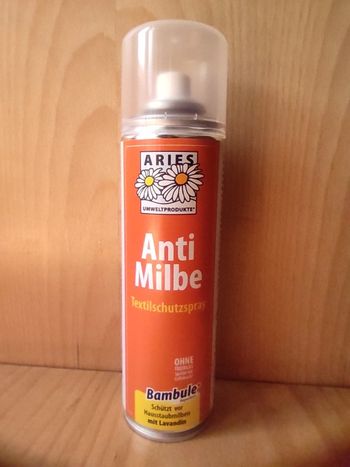 ARIES
UMWELTPRODUKTE®
Anti
Milbe
Textilschutzspray
OHNE
Bambule®
Schützt vor
Hausstaubmilben
mit Lavandin